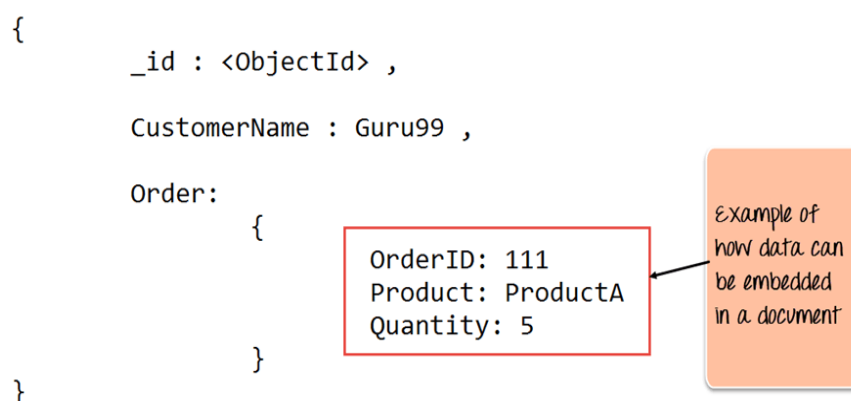 {
_id : <ObjectId> ,
CustomerName : Guru99 ,
Order:
{
OrderID: 111
Product: ProductA
Quantity: 5
}
}
Example of
how data can
be embedded
in a document